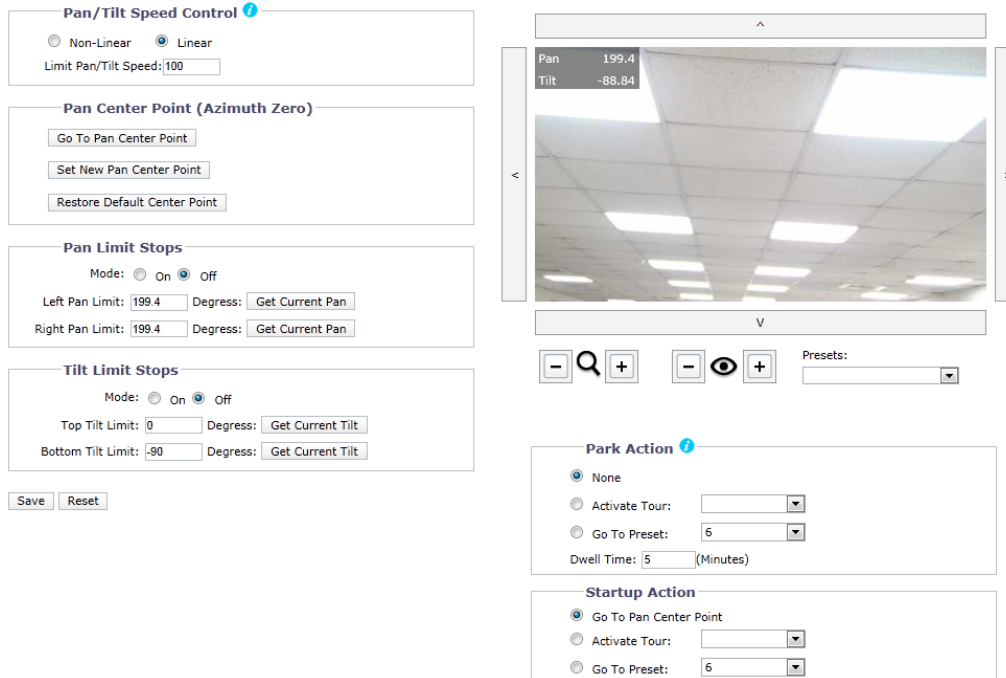 Pan/Tilt Speed Control i
Non-Linear Linear
Limit Pan/Tilt Speed: 100
Pan Center Point (Azimuth Zero)
Go To Pan Center Point
Set New Pan Center Point
Restore Default Center Point
Pan Limit Stops
Mode: On Off
Left Pan Limit: 199.4 Degress: Get Current Pan
Right Pan Limit: 199.4 Degress: Get Current Pan
Tilt Limit Stops
Mode: On Off
Top Tilt Limit: 0 Degress: Get Current Tilt
Bottom Tilt Limit: -90 Degress: Get Current Tilt
Save Reset
^
Pan 199.4
Tilt -88.84
<
V
- + - +
Presets:
Park Action i
None
Activate Tour:
Go To Preset: 6
Dwell Time: 5 (Minutes)
Startup Action
Go To Pan Center Point
Activate Tour:
Go To Preset: 6